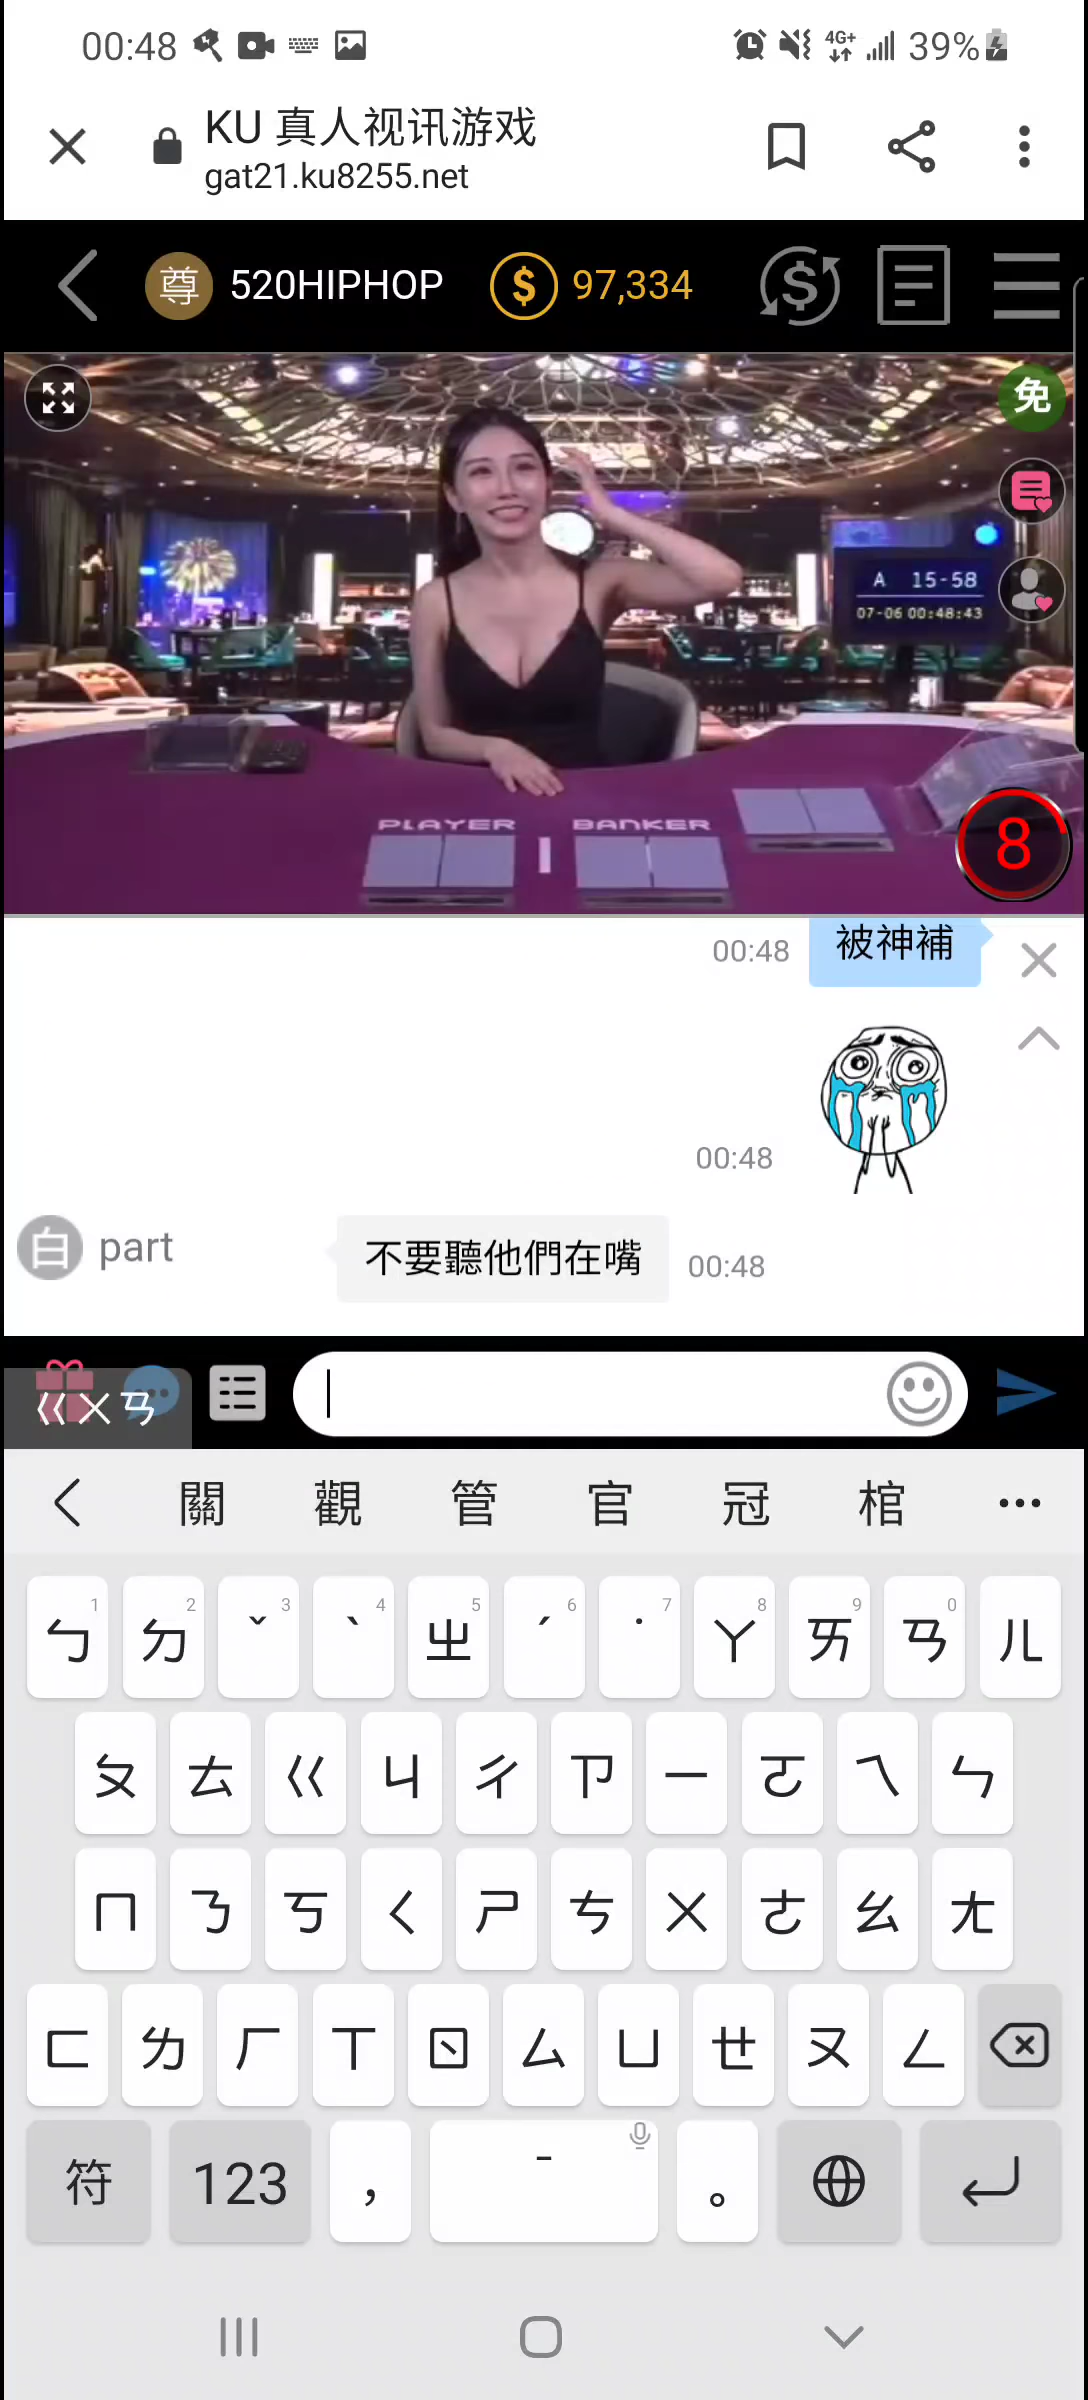 00:48 4G+ 39%
KU 真人视讯游戏
gat21.ku8255.net
尊 520HIPHOP $ 97,334 $
免
A 15-58
07-06 00:48:43
PLAYER BANKER
8
00:48 被神補
00:48
白 part 不要聽他們在嘴 00:48
ㄍㄨㄢ
關 觀 管 官 冠 棺 ...
ㄅ 1 ㄉ 2 ˇ 3 ˋ 4 ㄓ 5 ˊ 6 ˙ 7 ㄚ 8 ㄞ 9 ㄢ 0 ㄦ
ㄆ ㄊ ㄍ ㄐ ㄔ ㄗ ㄧ ㄛ ㄟ ㄣ
ㄇ ㄋ ㄎ ㄑ ㄕ ㄘ ㄨ ㄜ ㄠ ㄤ
ㄈ ㄌ ㄏ ㄒ ㄖ ㄙ ㄩ ㄝ ㄡ ㄥ
符 123 , - 。